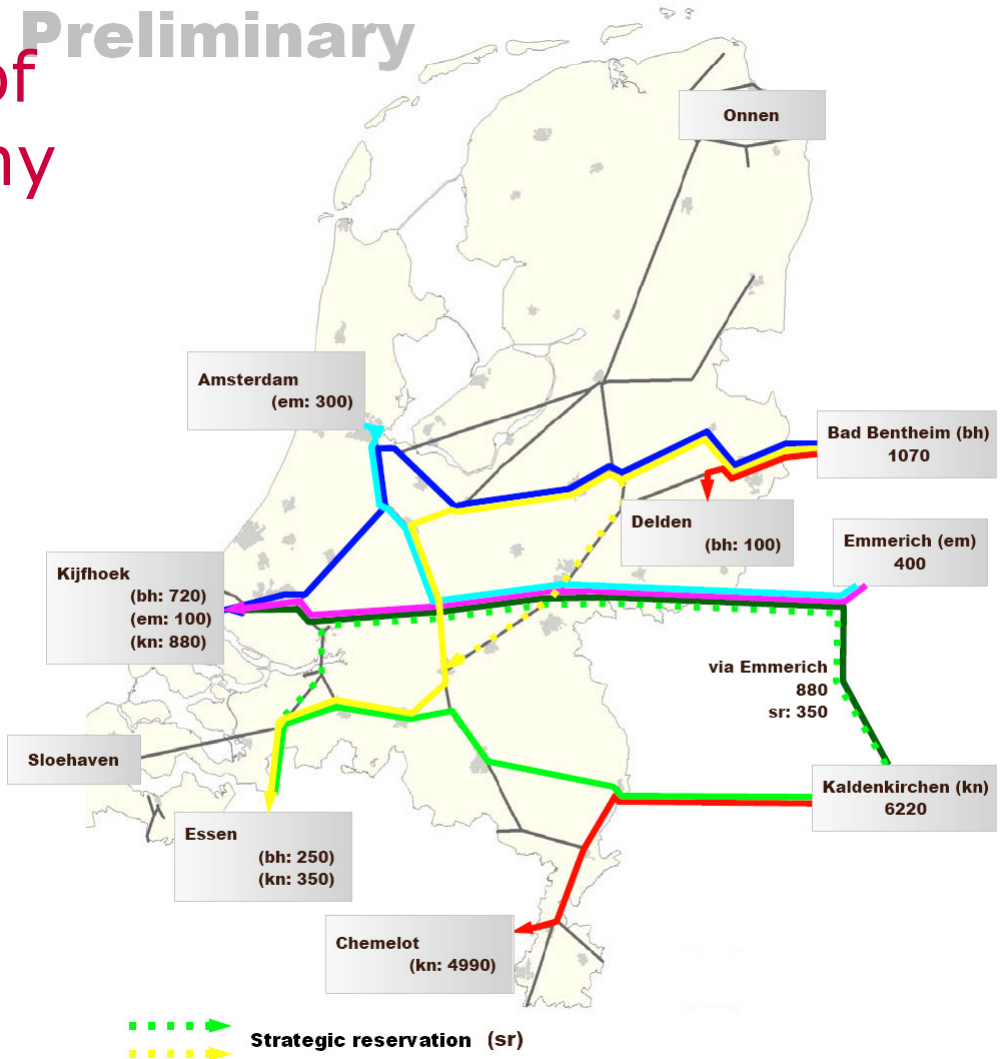 Preliminary
of
ny
Onnen
Amsterdam
(em: 300)
Bad Bentheim (bh)
1070
Delden
(bh: 100)
Emmerich (em)
400
Kijfhoek
(bh: 720)
(em: 100)
(kn: 880)
via Emmerich
880
sr: 350
Sloehaven
Kaldenkirchen (kn)
6220
Essen
(bh: 250)
(kn: 350)
Chemelot
(kn: 4990)
Strategic reservation (sr)